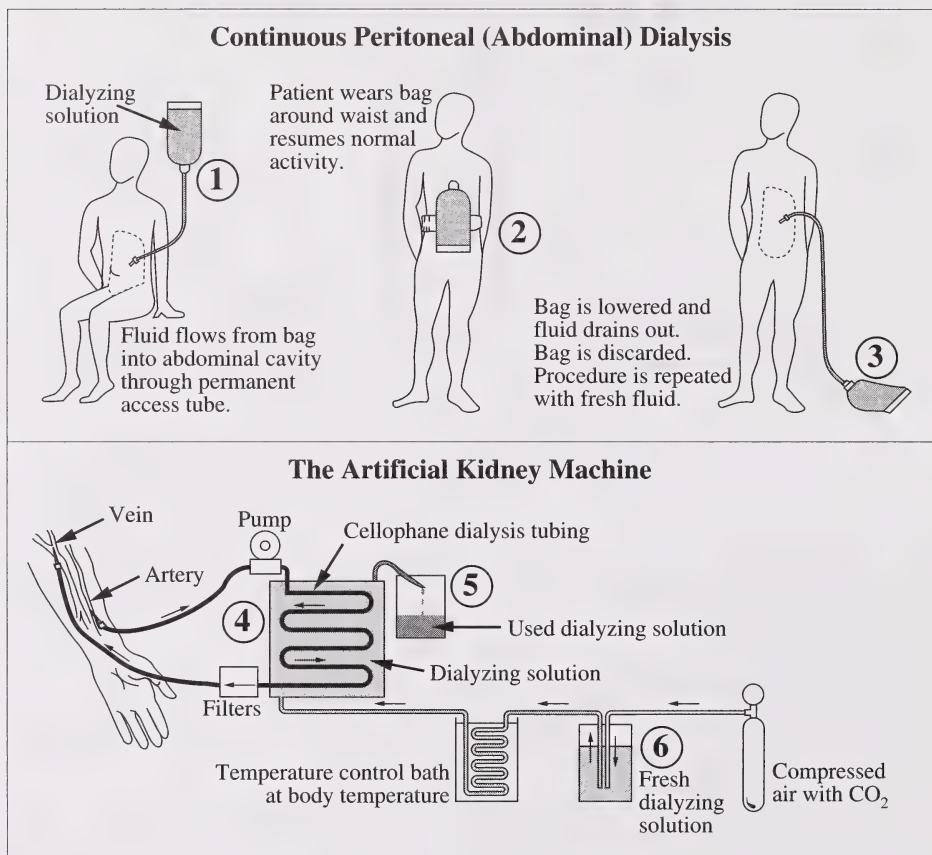 Continuous Peritoneal (Abdominal) Dialysis
Dialyzing
solution
1
Fluid flows from bag
into abdominal cavity
through permanent
access tube.
Patient wears bag
around waist and
resumes normal
activity.
2
Bag is lowered and
fluid drains out.
Bag is discarded.
Procedure is repeated
with fresh fluid.
3
The Artificial Kidney Machine
Vein
Artery
Pump
Cellophane dialysis tubing
4
5
Used dialyzing solution
Dialyzing solution
Filters
Temperature control bath
at body temperature
6
Fresh
dialyzing
solution
Compressed
air with CO₂